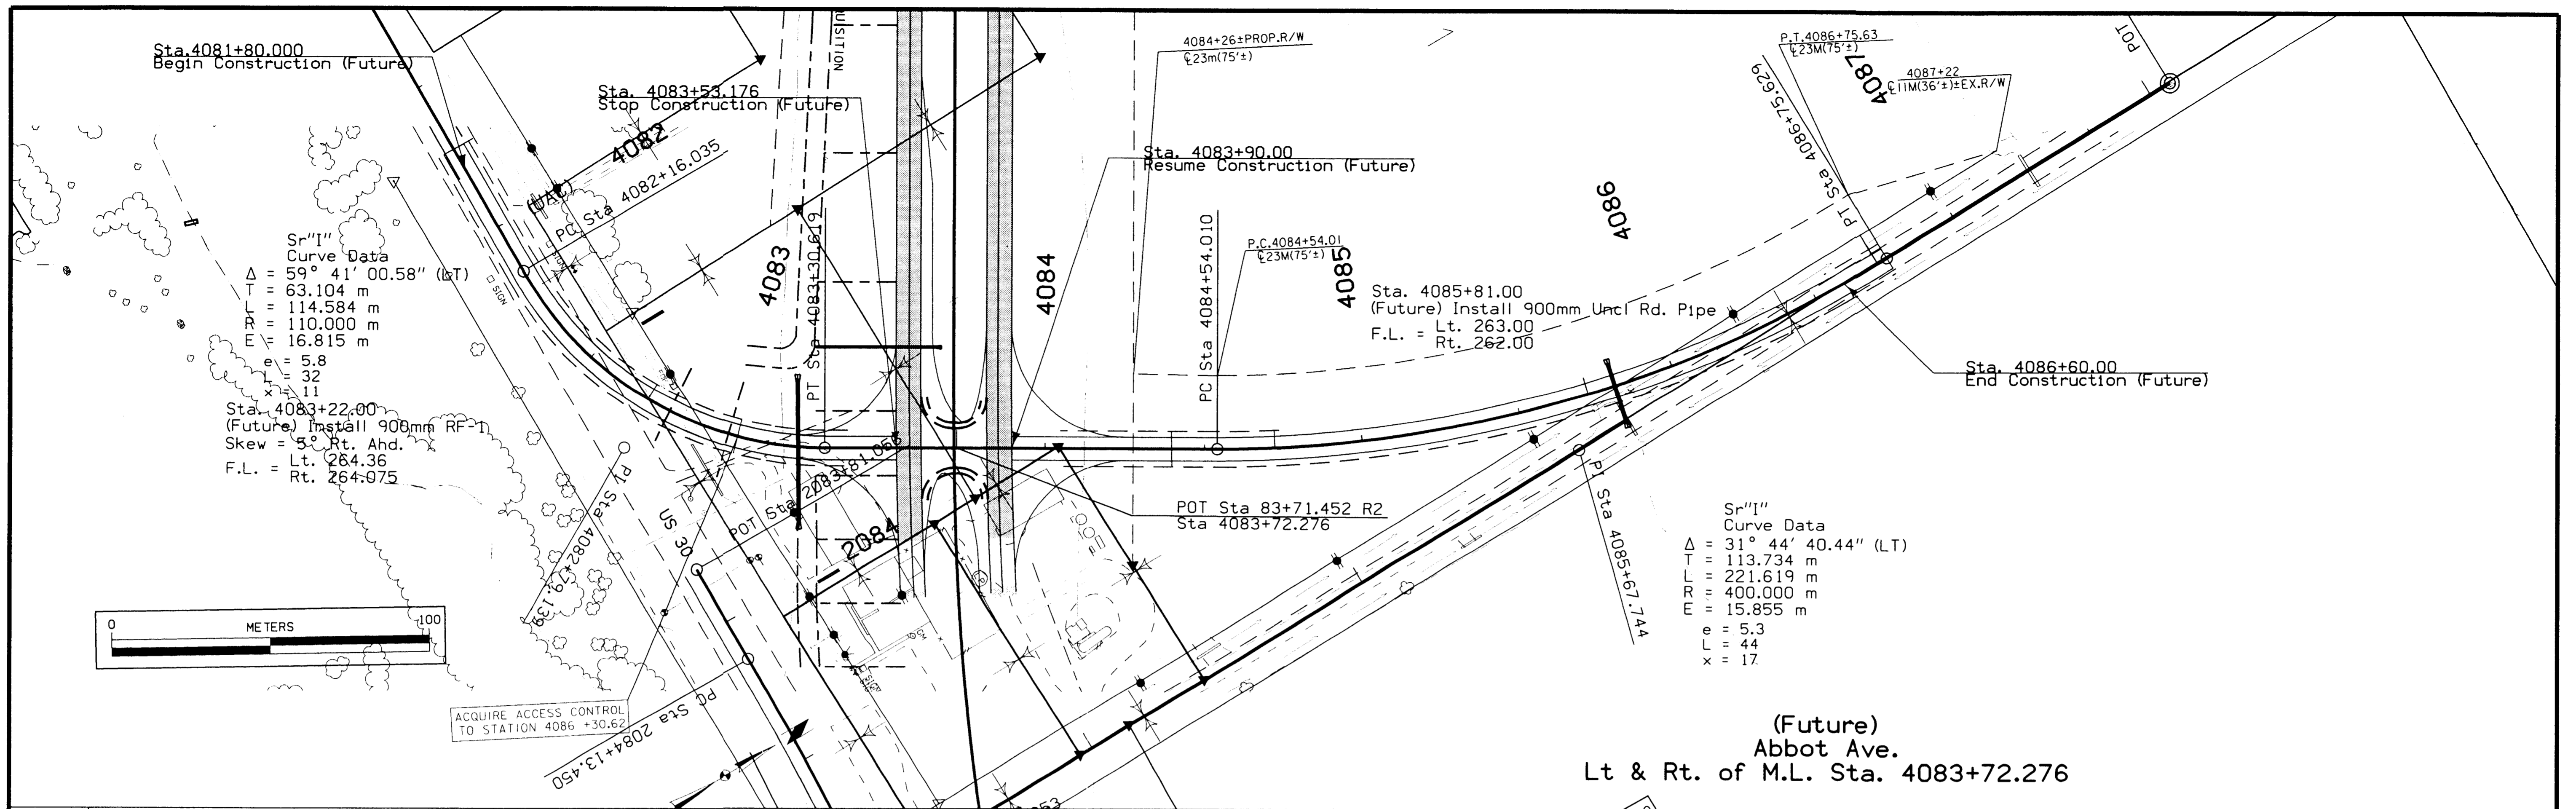 Sta.4081+80.000
Begin Construction (Future)
Sta. 4083+53.176
Stop Construction (Future)
4082
(UAC)
PC Sta 4082+16.035
UISITION
4084+26±PROP.R/W
℄23m(75'±)
Sta. 4083+90.00
Resume Construction (Future)
P.T.4086+75.63
℄23M(75'±)
4087
4087+22
℄11M(36'±)±EX.R/W
POT
PT Sta 4086+75.629
4086
Sr"I"
Curve Data
Δ = 59° 41' 00.58" (LT)
T = 63.104 m
L = 114.584 m
R = 110.000 m
E = 16.815 m
e = 5.8
L = 32
x = 11
Sta. 4083+22.00
(Future) Install 900mm RF-1
Skew = 5° Rt. Ahd.
F.L. = Lt. 264.36
Rt. 264.075
SIGN
SIGN
4083
PT Sta 4083+30.619
4084
PC Sta 4084+54.010
P.C.4084+54.01
℄23M(75'±)
4085
Sta. 4085+81.00
(Future) Install 900mm Uncl Rd. Pipe
F.L. = Lt. 263.00
Rt. 262.00
Sta. 4086+60.00
End Construction (Future)
PI Sta 4082+79.139
US 30
POT Sta 2083+81.056
2084
POT Sta 83+71.452 R2
Sta 4083+72.276
PI Sta 4085+67.744
Sr"I"
Curve Data
Δ = 31° 44' 40.44" (LT)
T = 113.734 m
L = 221.619 m
R = 400.000 m
E = 15.855 m
e = 5.3
L = 44
x = 17
0 METERS 100
ACQUIRE ACCESS CONTROL
TO STATION 4086 +30.62
PC Sta 2084+13.450
SIGN
(Future)
Abbot Ave.
Lt & Rt. of M.L. Sta. 4083+72.276